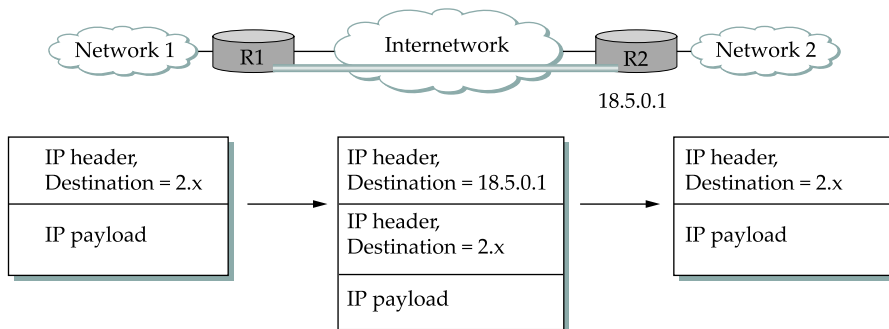 Network 1
R1
Internetwork
R2
Network 2
18.5.0.1
IP header,
Destination = 2.x
IP payload
IP header,
Destination = 18.5.0.1
IP header,
Destination = 2.x
IP payload
IP header,
Destination = 2.x
IP payload